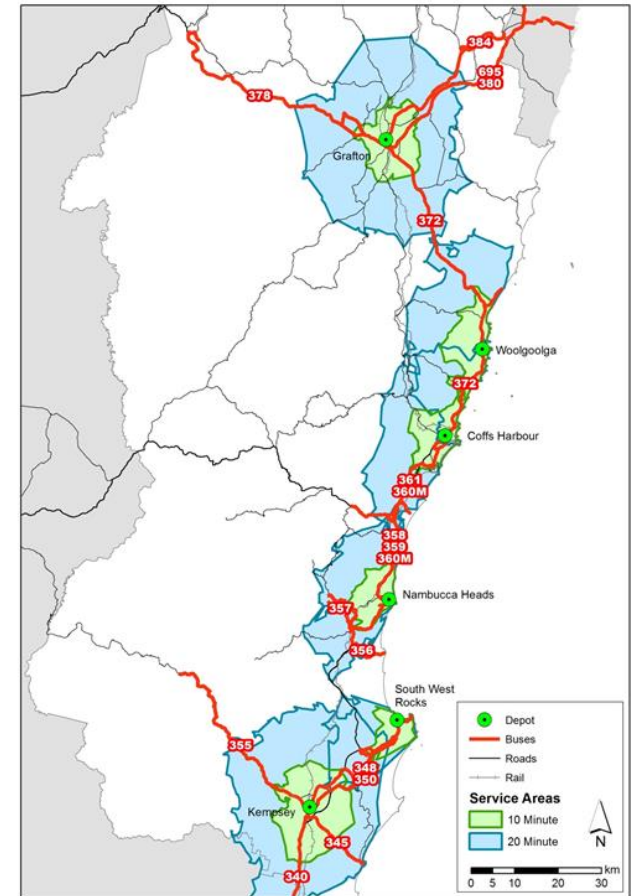 384
695
380
378
Grafton
372
Woolgoolga
372
Coffs Harbour
361
360M
358
359
360M
Nambucca Heads
357
356
South West
Rocks
355
348
350
Kempsey
345
340
Depot
Buses
Roads
Rail
Service Areas
10 Minute
20 Minute
N
km
0 5 10 20 30